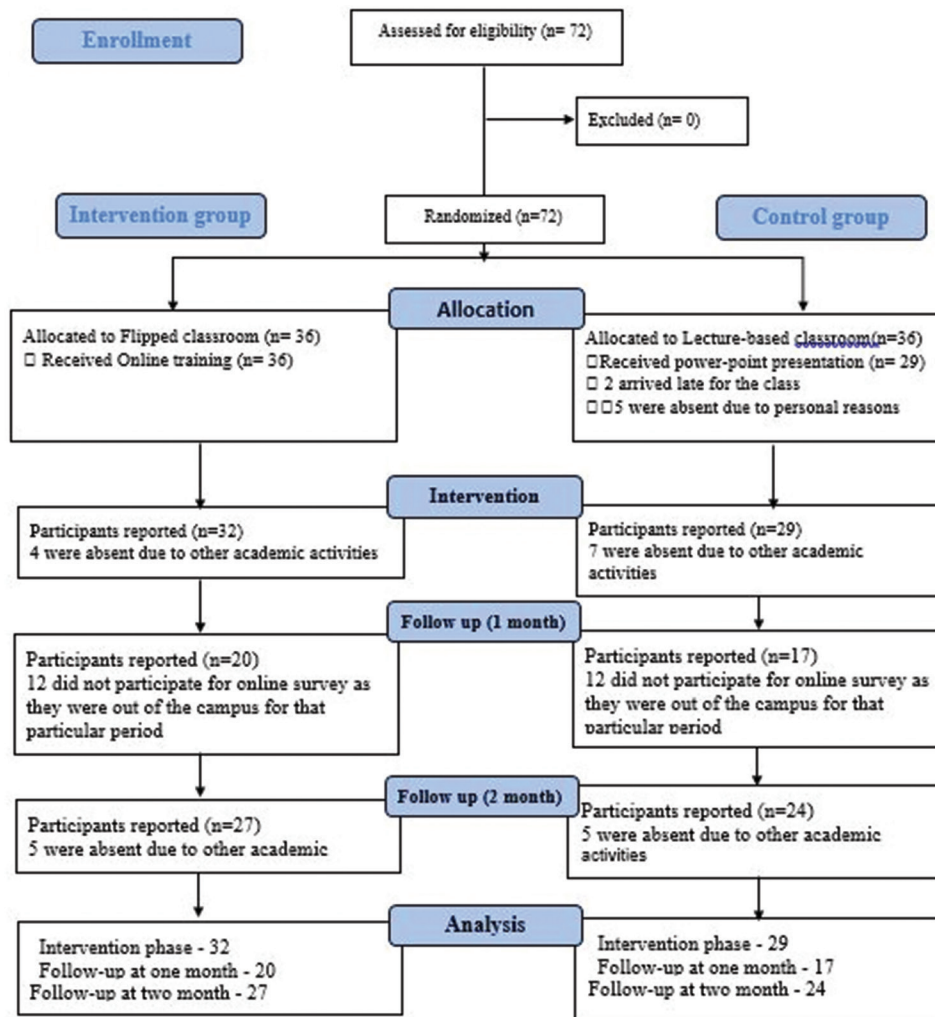 Enrollment
Assessed for eligibility (n= 72)
Excluded (n= 0)
Randomized (n=72)
Intervention group
Control group
Allocation
Allocated to Flipped classroom (n= 36)
□ Received Online training (n= 36)
Allocated to Lecture-based classroom(n=36)
□Received power-point presentation (n= 29)
□ 2 arrived late for the class
□□5 were absent due to personal reasons
Intervention
Participants reported (n=32)
4 were absent due to other academic activities
Participants reported (n=29)
7 were absent due to other academic
activities
Follow up (1 month)
Participants reported (n=20)
12 did not participate for online survey as
they were out of the campus for that
particular period
Participants reported (n=17)
12 did not participate for online survey as
they were out of the campus for that
particular period
Follow up (2 month)
Participants reported (n=27)
5 were absent due to other academic
Participants reported (n=24)
5 were absent due to other academic
activities
Analysis
Intervention phase - 32
Follow-up at one month - 20
Follow-up at two month - 27
Intervention phase - 29
Follow-up at one month - 17
Follow-up at two month - 24